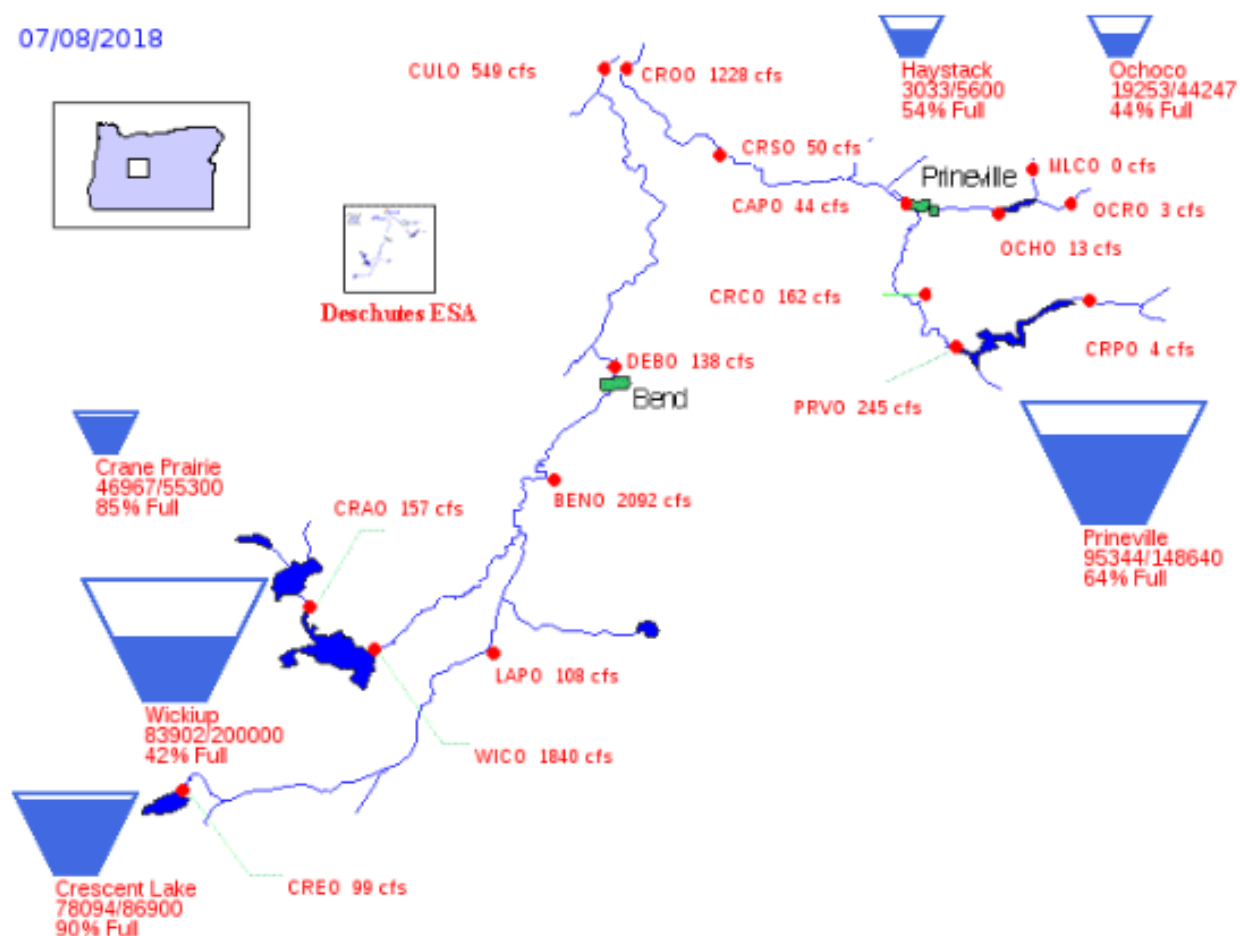 07/08/2018
CULO 549 cfs
CROO 1228 cfs
Haystack
3033/5600
54% Full
Ochoco
19253/44247
44% Full
CRSO 50 cfs
Prineville
WLCO 0 cfs
CAPO 44 cfs
OCRO 3 cfs
OCHO 13 cfs
Deschutes ESA
CRCO 162 cfs
CRPO 4 cfs
DEBO 138 cfs
Bend
PRVO 245 cfs
Crane Prairie
46967/55300
85% Full
CRAO 157 cfs
BENO 2092 cfs
Prineville
95344/148640
64% Full
LAPO 108 cfs
Wickiup
83902/200000
42% Full
WICO 1840 cfs
Crescent Lake
78094/86900
90% Full
CREO 99 cfs